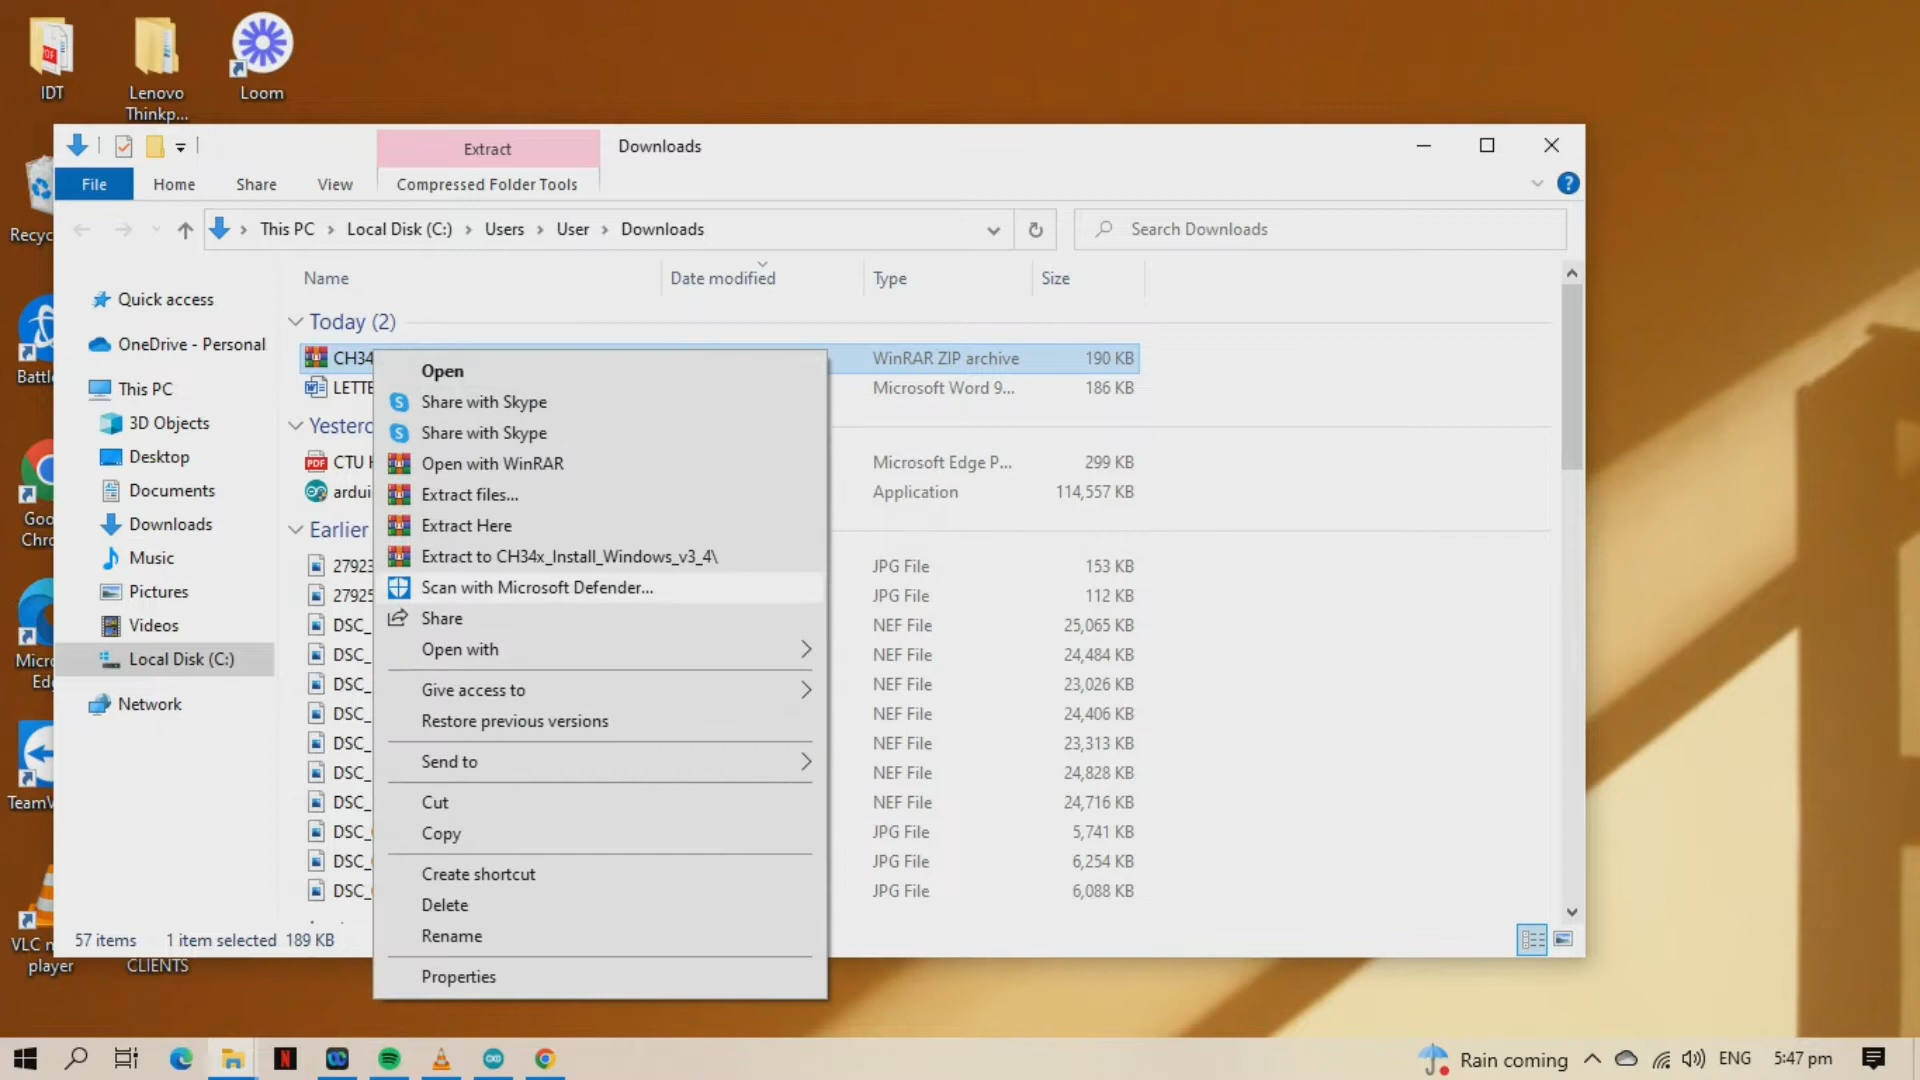 IDT
Lenovo
Thinkp...
Loom
Extract
Downloads
File
Home
Share
View
Compressed Folder Tools
This PC
Local Disk (C:)
Users
User
Downloads
Search Downloads
Name
Date modified
Type
Size
Quick access
OneDrive - Personal
This PC
3D Objects
Desktop
Documents
Downloads
Music
Pictures
Videos
Local Disk (C:)
Network
Today (2)
CH34
WinRAR ZIP archive
190 KB
LETTE
Microsoft Word 9...
186 KB
Yesterd
CTU H
Microsoft Edge P...
299 KB
ardui
Application
114,557 KB
Earlier
27923
JPG File
153 KB
27925
JPG File
112 KB
DSC_
NEF File
25,065 KB
DSC_
NEF File
24,484 KB
DSC_
NEF File
23,026 KB
DSC_
NEF File
24,406 KB
DSC_
NEF File
23,313 KB
DSC_
NEF File
24,828 KB
DSC_
NEF File
24,716 KB
DSC_
JPG File
5,741 KB
DSC_
JPG File
6,254 KB
DSC_
JPG File
6,088 KB
Open
Share with Skype
Share with Skype
Open with WinRAR
Extract files...
Extract Here
Extract to CH34x_Install_Windows_v3_4\
Scan with Microsoft Defender...
Share
Open with
Give access to
Restore previous versions
Send to
Cut
Copy
Create shortcut
Delete
Rename
Properties
57 items
1 item selected 189 KB
Recyc
Battl
Goo
Chro
Micro
Ed
TeamV
VLC m
player
CLIENTS
Rain coming
ENG
5:47 pm